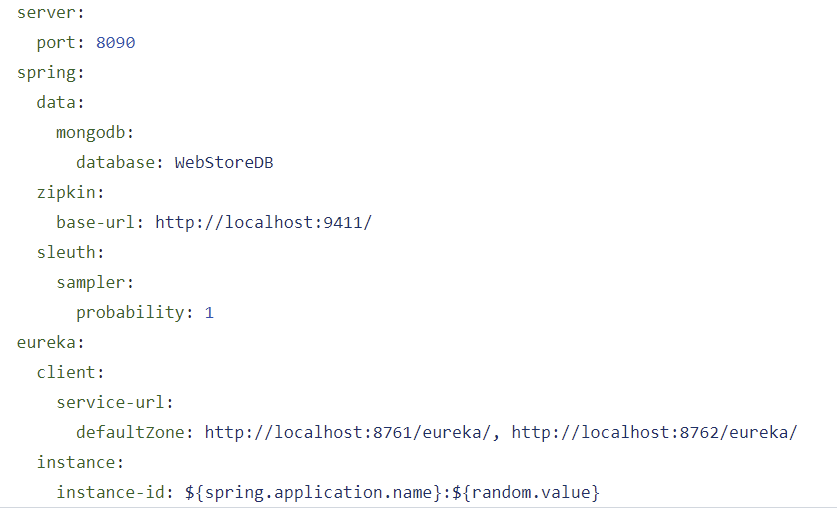 server:
  port: 8090
spring:
  data:
    mongodb:
      database: WebStoreDB
  zipkin:
    base-url: http://localhost:9411/
  sleuth:
    sampler:
      probability: 1
eureka:
  client:
    service-url:
      defaultZone: http://localhost:8761/eureka/, http://localhost:8762/eureka/
  instance:
    instance-id: ${spring.application.name}:${random.value}